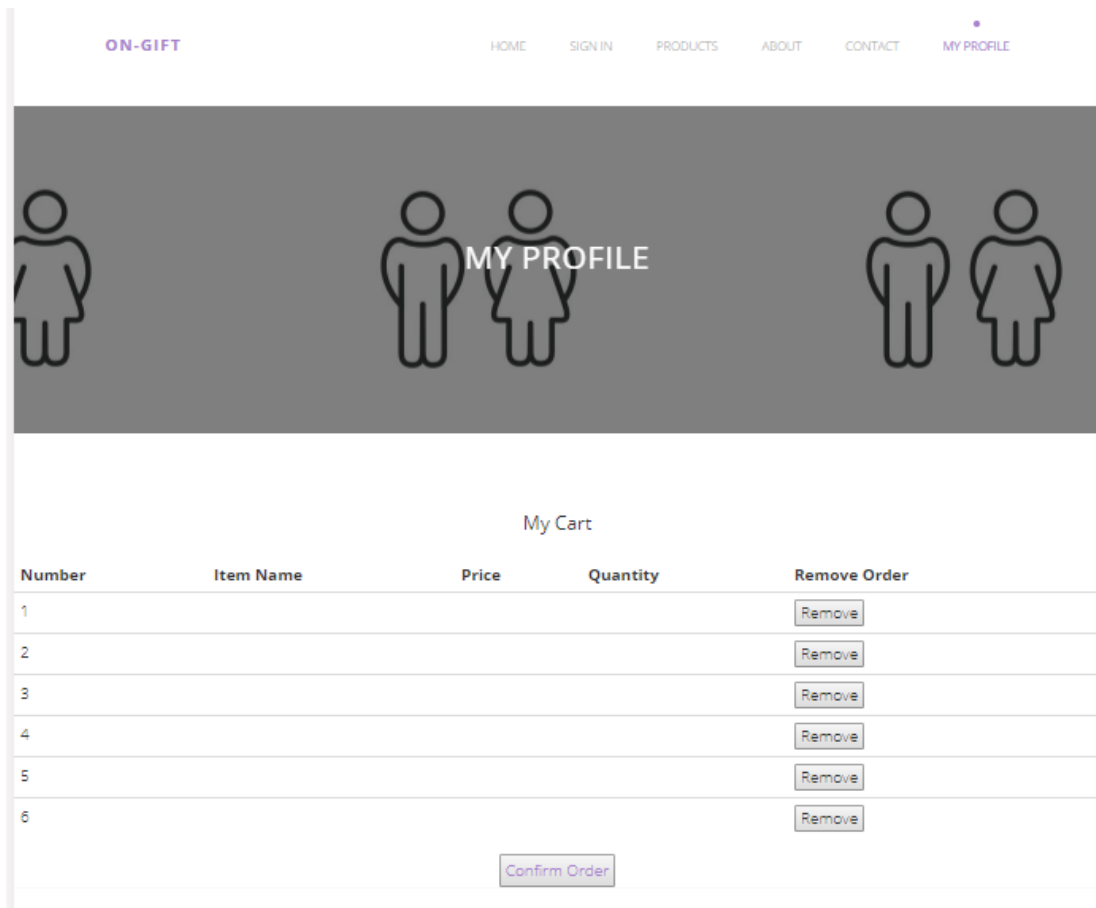 ON-GIFT HOME SIGN IN PRODUCTS ABOUT CONTACT MY PROFILE
MY PROFILE
My Cart
Number Item Name Price Quantity Remove Order
1 Remove
2 Remove
3 Remove
4 Remove
5 Remove
6 Remove
Confirm Order